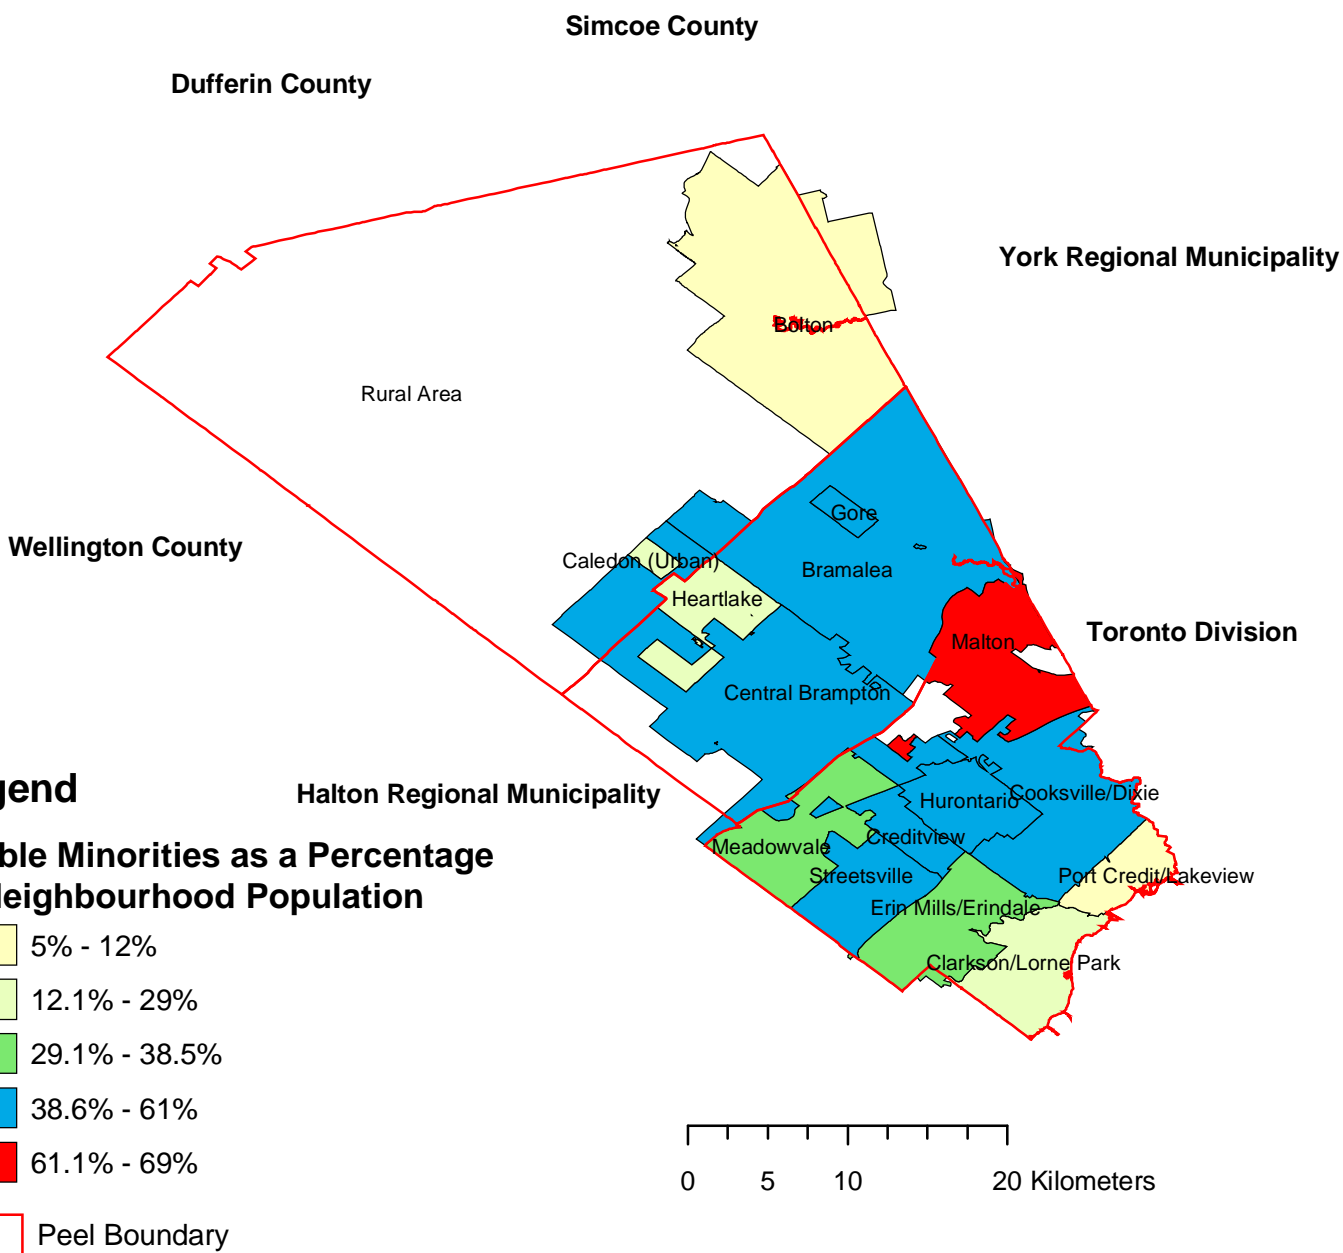 Simcoe County
Dufferin County
York Regional Municipality
Bolton
Rural Area
Gore
Wellington County
Caledon (Urban)
Bramalea
Heartlake
Toronto Division
Malton
Central Brampton
gend
Halton Regional Municipality
Hurontario
Cooksville/Dixie
Creditview
Meadowvale
ble Minorities as a Percentage
Streetsville
Port Credit/Lakeview
eighbourhood Population
Erin Mills/Erindale
5% - 12%
Clarkson/Lorne Park
12.1% - 29%
29.1% - 38.5%
38.6% - 61%
61.1% - 69%
0 5 10 20 Kilometers
Peel Boundary